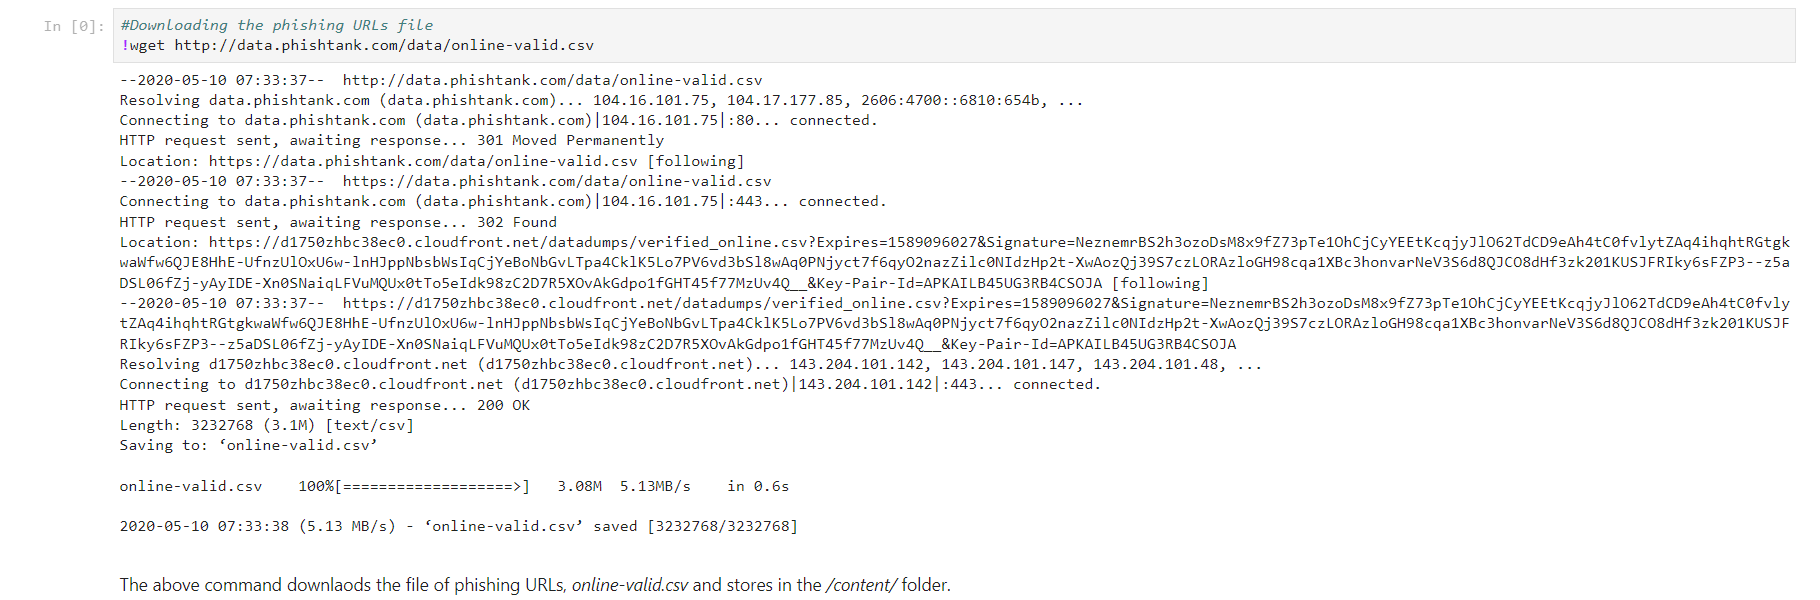 In [0]: #Downloading the phishing URLs file
!wget http://data.phishtank.com/data/online-valid.csv
--2020-05-10 07:33:37--  http://data.phishtank.com/data/online-valid.csv
Resolving data.phishtank.com (data.phishtank.com)... 104.16.101.75, 104.17.177.85, 2606:4700::6810:654b, ...
Connecting to data.phishtank.com (data.phishtank.com)|104.16.101.75|:80... connected.
HTTP request sent, awaiting response... 301 Moved Permanently
Location: https://data.phishtank.com/data/online-valid.csv [following]
--2020-05-10 07:33:37--  https://data.phishtank.com/data/online-valid.csv
Connecting to data.phishtank.com (data.phishtank.com)|104.16.101.75|:443... connected.
HTTP request sent, awaiting response... 302 Found
Location: https://d1750zhbc38ec0.cloudfront.net/datadumps/verified_online.csv?Expires=1589096027&Signature=NeznemrBS2h3ozoDsM8x9fZ73pTe1OhCjCyYEEtKcqjyJlO62TdCD9eAh4tC0fvlytZAq4ihqhtRGtgk
waWfw6QJE8HhE-UfnzUlOxU6w-lnHJppNbsbWsIqCjYeBoNbGvLTpa4CklK5Lo7PV6vd3bSl8wAq0PNjyct7f6qyO2nazZilc0NIdzHp2t-XwAozQj39S7czLORAzloGH98cqa1XBc3honvarNeV3S6d8QJCO8dHf3zk201KUSJFRIky6sFZP3--z5a
DSL06fZj-yAyIDE-Xn0SNaiqLFVuMQUx0tTo5eIdk98zC2D7R5XOvAkGdpo1fGHT45f77MzUv4Q__&Key-Pair-Id=APKAILB45UG3RB4CSOJA [following]
--2020-05-10 07:33:37--  https://d1750zhbc38ec0.cloudfront.net/datadumps/verified_online.csv?Expires=1589096027&Signature=NeznemrBS2h3ozoDsM8x9fZ73pTe1OhCjCyYEEtKcqjyJlO62TdCD9eAh4tC0fvly
tZAq4ihqhtRGtgkwaWfw6QJE8HhE-UfnzUlOxU6w-lnHJppNbsbWsIqCjYeBoNbGvLTpa4CklK5Lo7PV6vd3bSl8wAq0PNjyct7f6qyO2nazZilc0NIdzHp2t-XwAozQj39S7czLORAzloGH98cqa1XBc3honvarNeV3S6d8QJCO8dHf3zk201KUSJF
RIky6sFZP3--z5aDSL06fZj-yAyIDE-Xn0SNaiqLFVuMQUx0tTo5eIdk98zC2D7R5XOvAkGdpo1fGHT45f77MzUv4Q__&Key-Pair-Id=APKAILB45UG3RB4CSOJA
Resolving d1750zhbc38ec0.cloudfront.net (d1750zhbc38ec0.cloudfront.net)... 143.204.101.142, 143.204.101.147, 143.204.101.48, ...
Connecting to d1750zhbc38ec0.cloudfront.net (d1750zhbc38ec0.cloudfront.net)|143.204.101.142|:443... connected.
HTTP request sent, awaiting response... 200 OK
Length: 3232768 (3.1M) [text/csv]
Saving to: ‘online-valid.csv’
online-valid.csv    100%[===================>]   3.08M  5.13MB/s    in 0.6s
2020-05-10 07:33:38 (5.13 MB/s) - ‘online-valid.csv’ saved [3232768/3232768]
The above command downlaods the file of phishing URLs, online-valid.csv and stores in the /content/ folder.